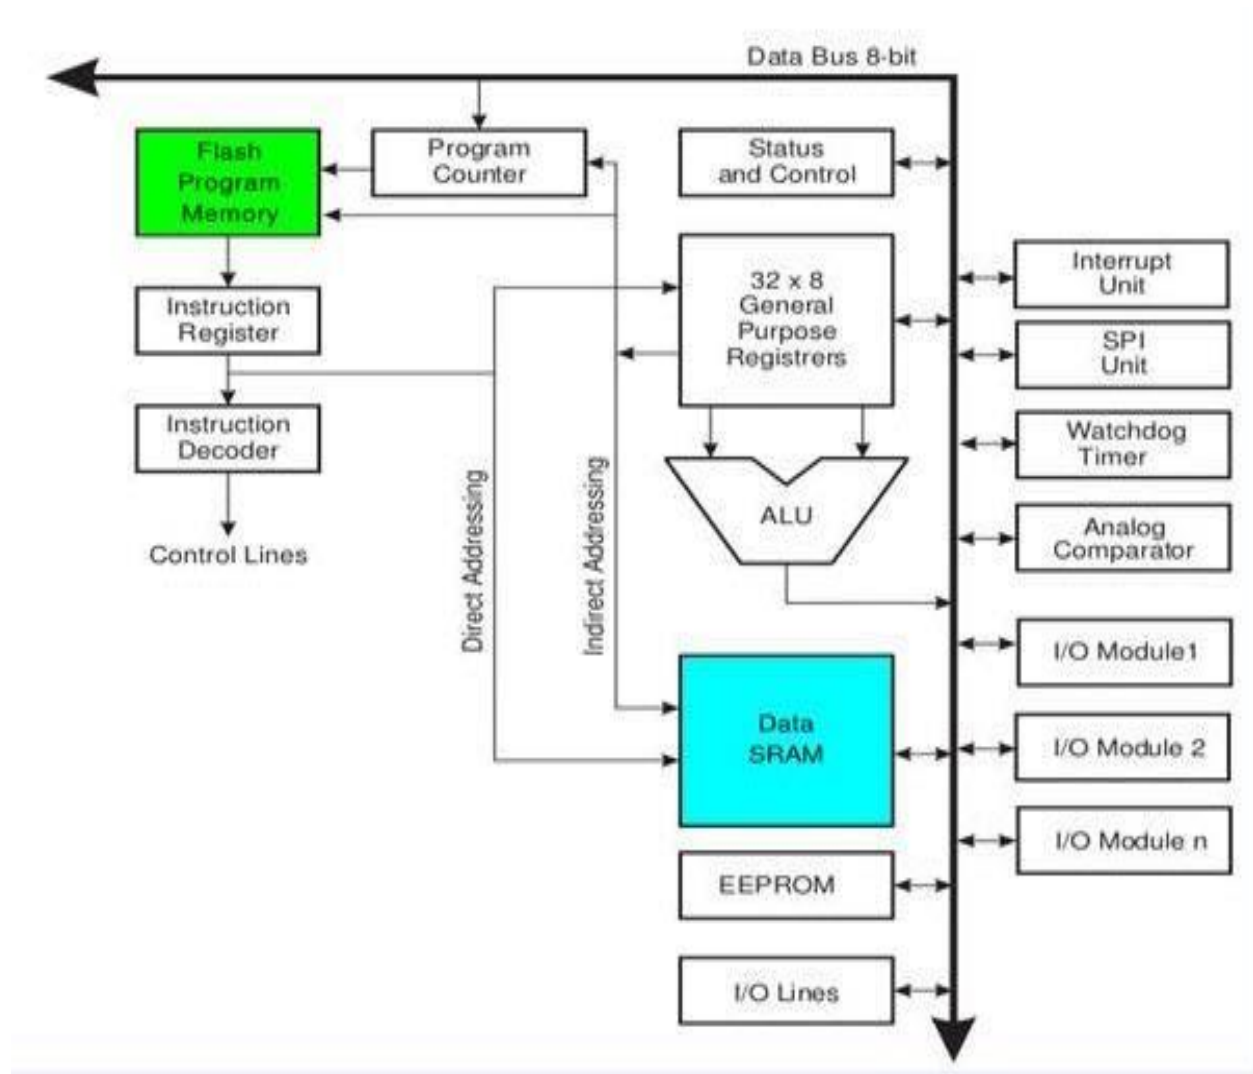 Data Bus 8-bit
Flash
Program
Memory
Program
Counter
Status
and Control
Instruction
Register
32 x 8
General
Purpose
Registrers
Interrupt
Unit
SPI
Unit
Instruction
Decoder
Watchdog
Timer
Control Lines
Direct Addressing
Indirect Addressing
ALU
Analog
Comparator
I/O Module1
Data
SRAM
I/O Module 2
I/O Module n
EEPROM
I/O Lines